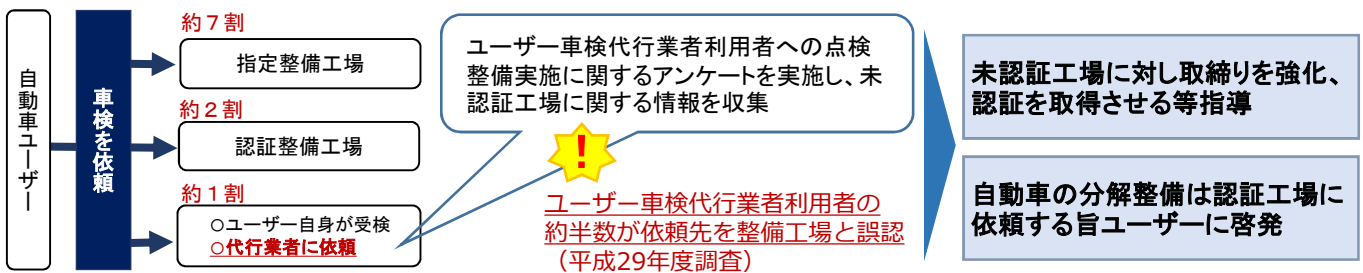 自動車ユーザー
車検を依頼
約７割
指定整備工場
約２割
認証整備工場
約１割
○ユーザー自身が受検
○代行業者に依頼
ユーザー車検代行業者利用者への点検
整備実施に関するアンケートを実施し、未
認証工場に関する情報を収集
!
ユーザー車検代行業者利用者の
約半数が依頼先を整備工場と誤認
（平成29年度調査）
未認証工場に対し取締りを強化、
認証を取得させる等指導
自動車の分解整備は認証工場に
依頼する旨ユーザーに啓発